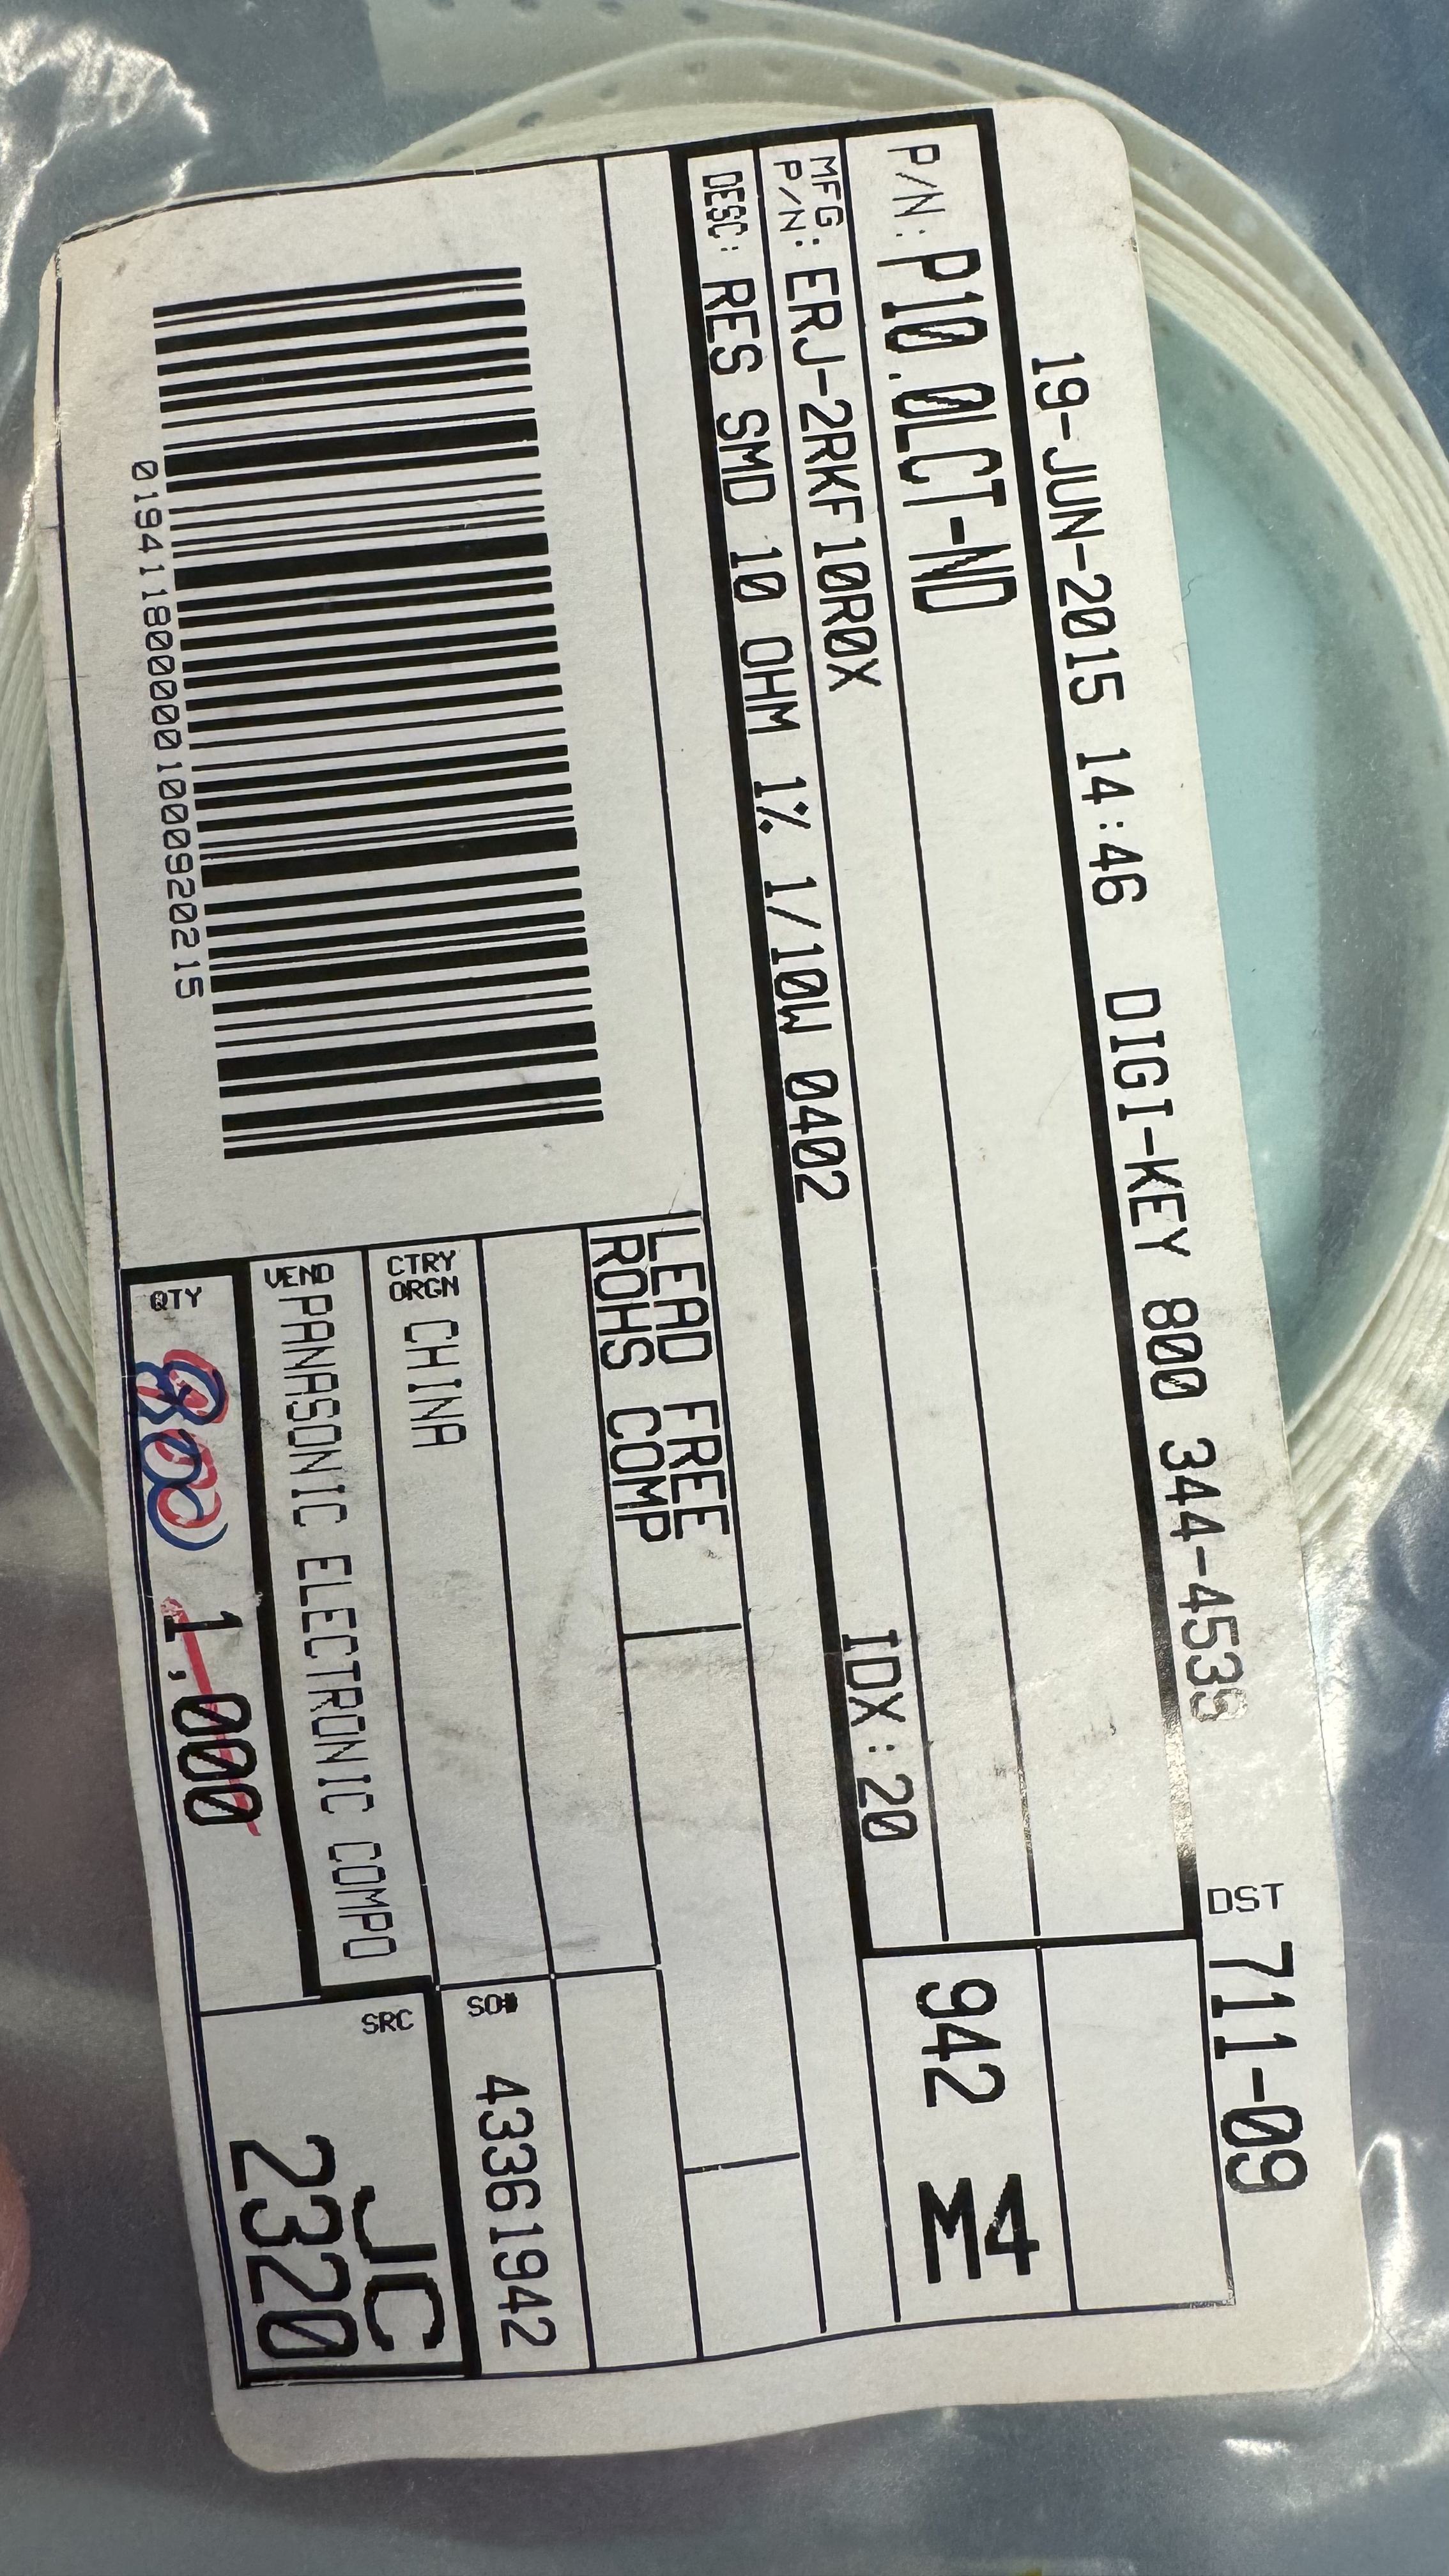 19-JUN-2015 14:46 DIGI-KEY 800 344-4539
DST 711-09
P/N: P10.0LCT-ND
MFG P/N: ERJ-2RKF10R0X
942 M4
DESC: RES SMD 10 OHM 1% 1/10W 0402
IDX: 20
LEAD FREE
ROHS COMP
CTRY ORGN CHINA
SO# 43361942
VEND PANASONIC ELECTRONIC COMPO
QTY 800 1,000
SRC JC
2320